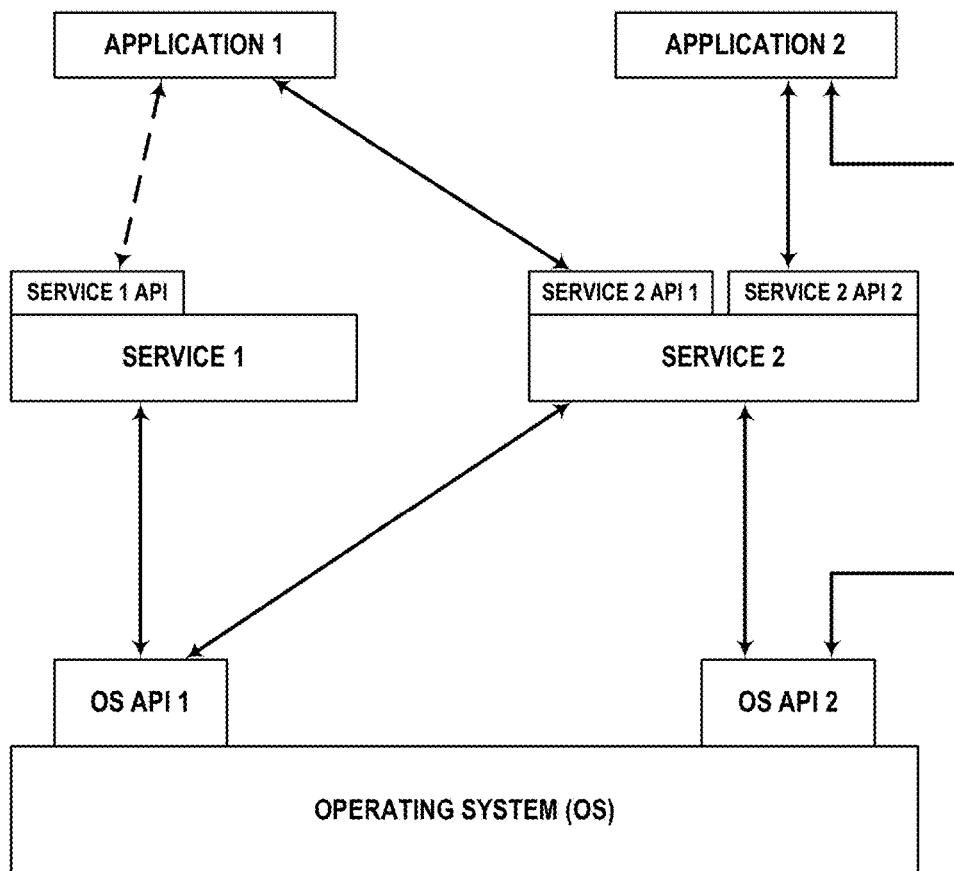 APPLICATION 1
APPLICATION 2
SERVICE 1 API
SERVICE 2 API 1
SERVICE 2 API 2
SERVICE 1
SERVICE 2
OS API 1
OS API 2
OPERATING SYSTEM (OS)